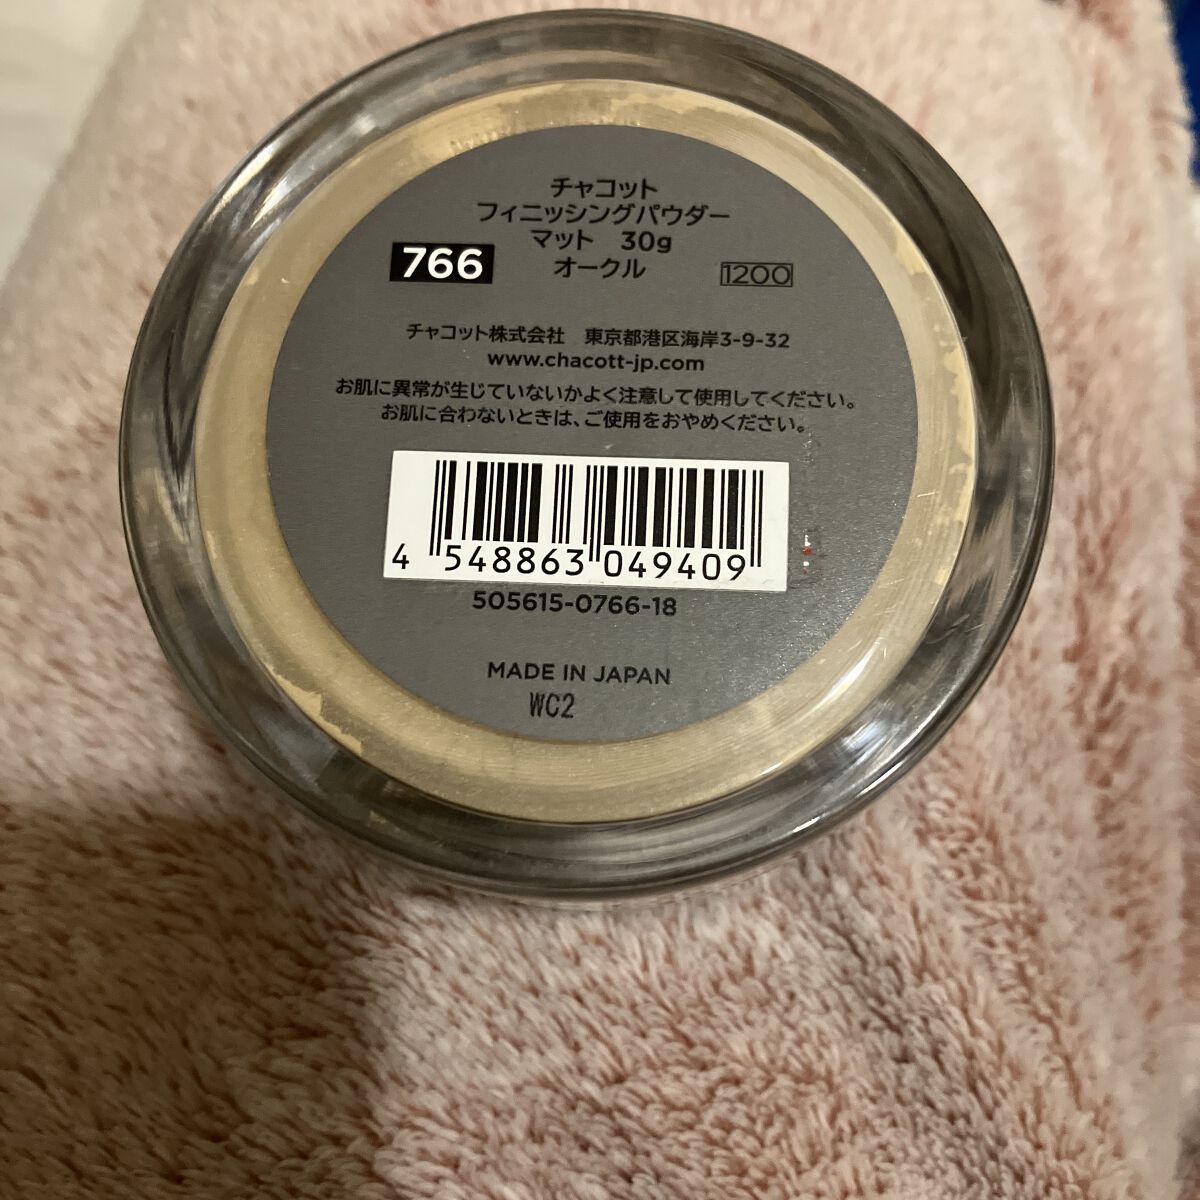 チャコット
フィニッシングパウダー
マット 30g
766 オークル 1200
チャコット株式会社 東京都港区海岸3-9-32
www.chacott-jp.com
お肌に異常が生じていないかよく注意して使用してください。
お肌に合わないときは、ご使用をおやめください。
4 548863 049409
505615-0766-18
MADE IN JAPAN
WC2